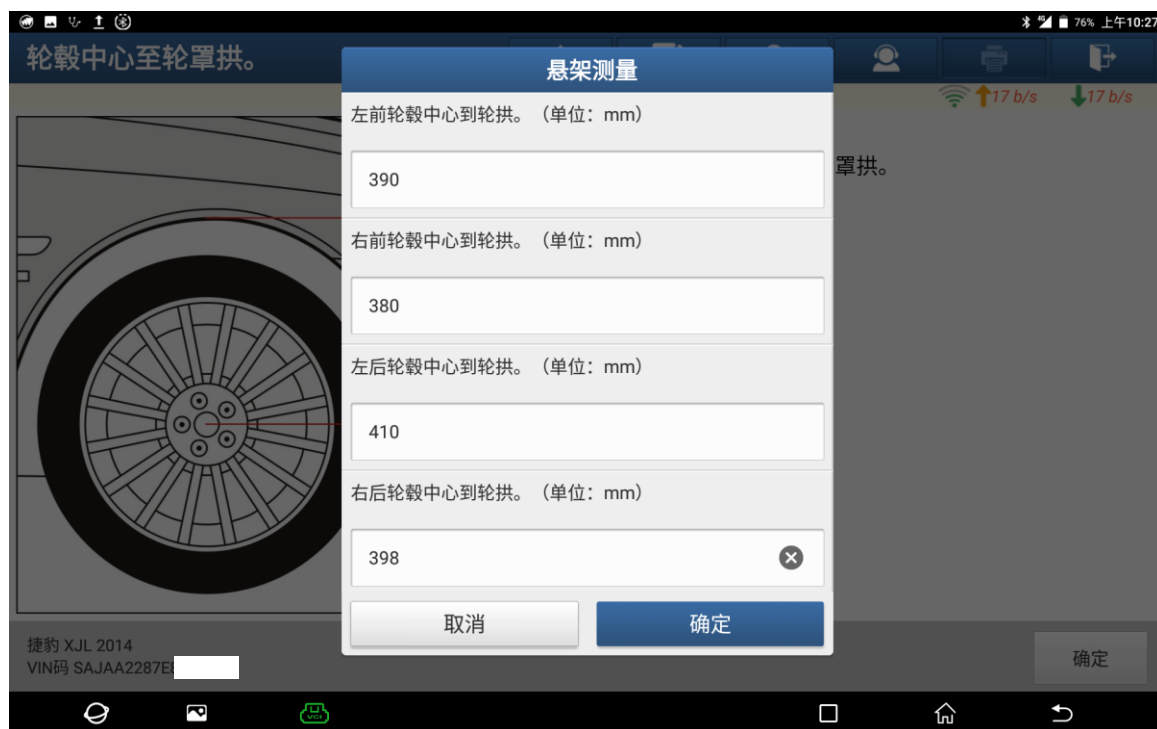 4G 76% 上午10:27
轮毂中心至轮罩拱。
悬架测量
17 b/s 17 b/s
左前轮毂中心到轮拱。（单位：mm）
罩拱。
390
右前轮毂中心到轮拱。（单位：mm）
380
左后轮毂中心到轮拱。（单位：mm）
410
右后轮毂中心到轮拱。（单位：mm）
398
取消 确定
捷豹 XJL 2014
VIN码 SAJAA2287E
确定
VCI